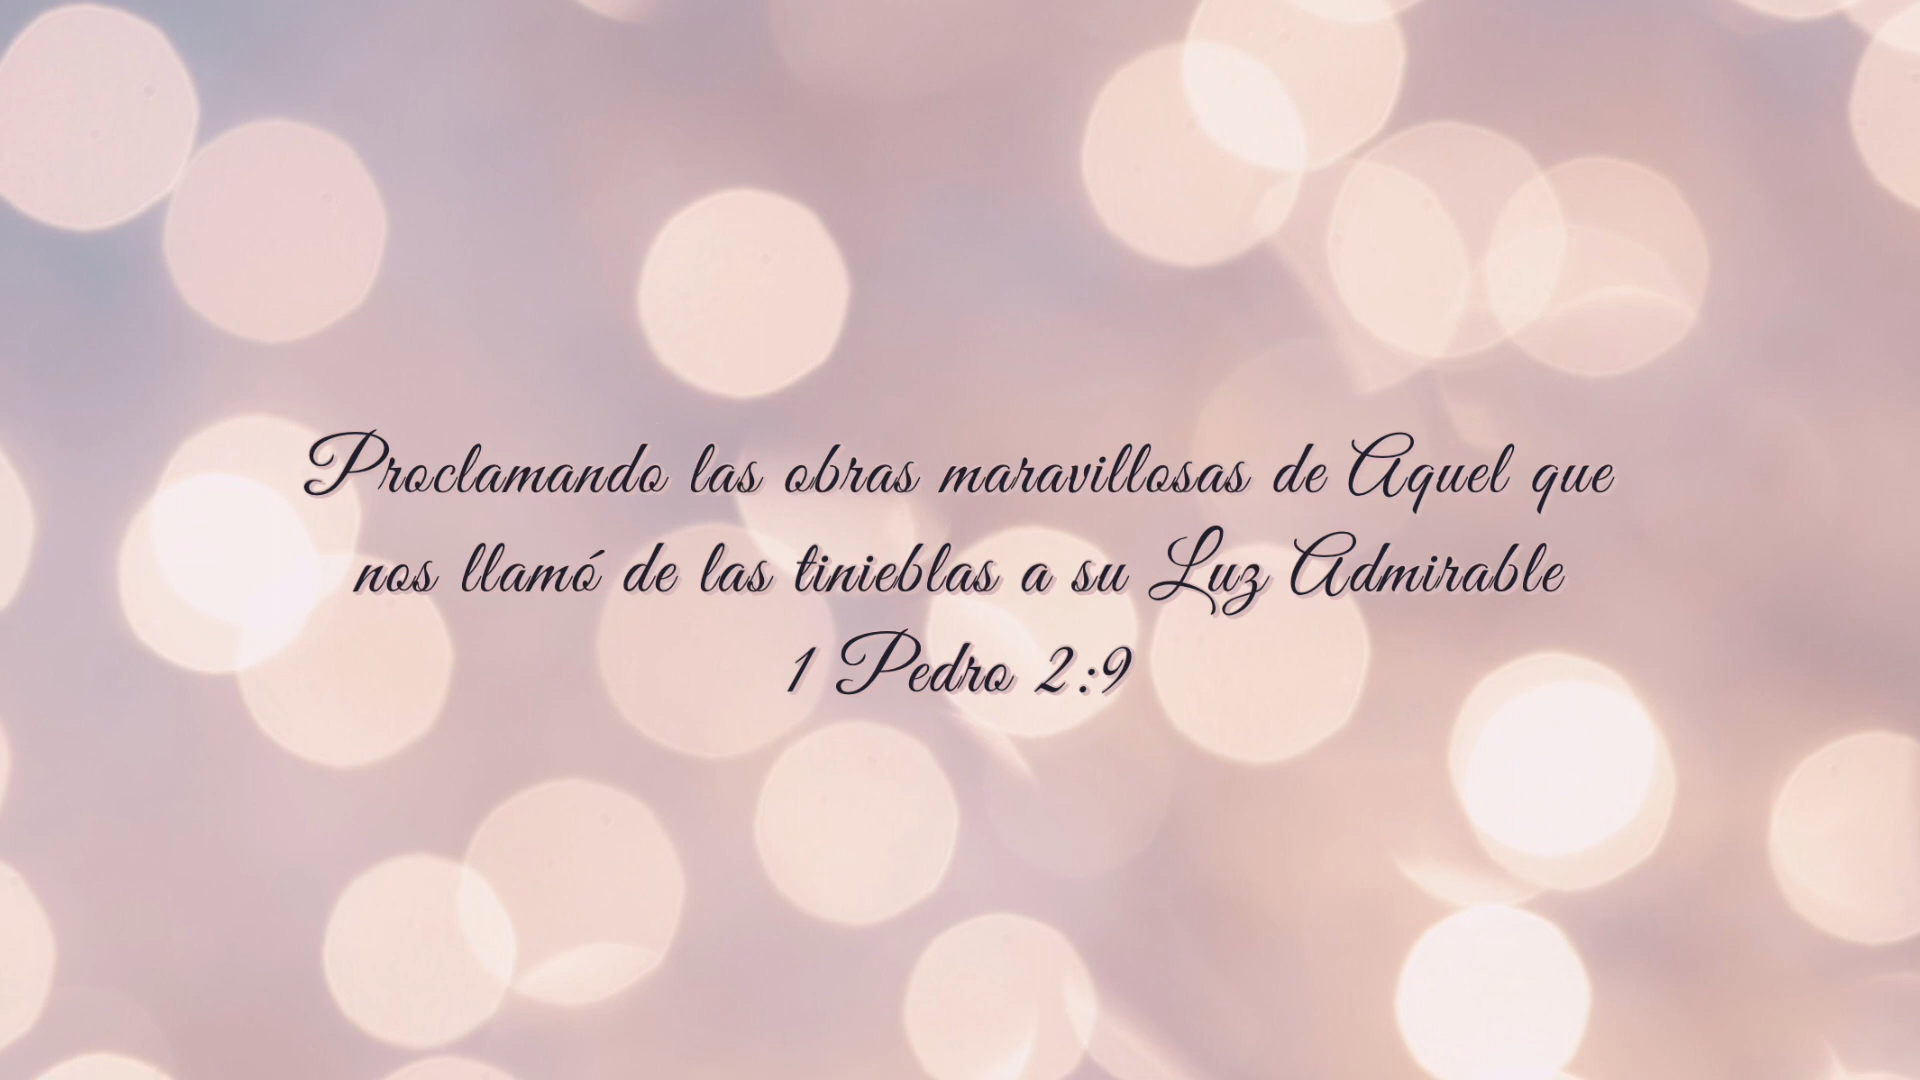 Proclamando las obras maravillosas de Aquel que
nos llamó de las tinieblas a su Luz Admirable
1 Pedro 2:9